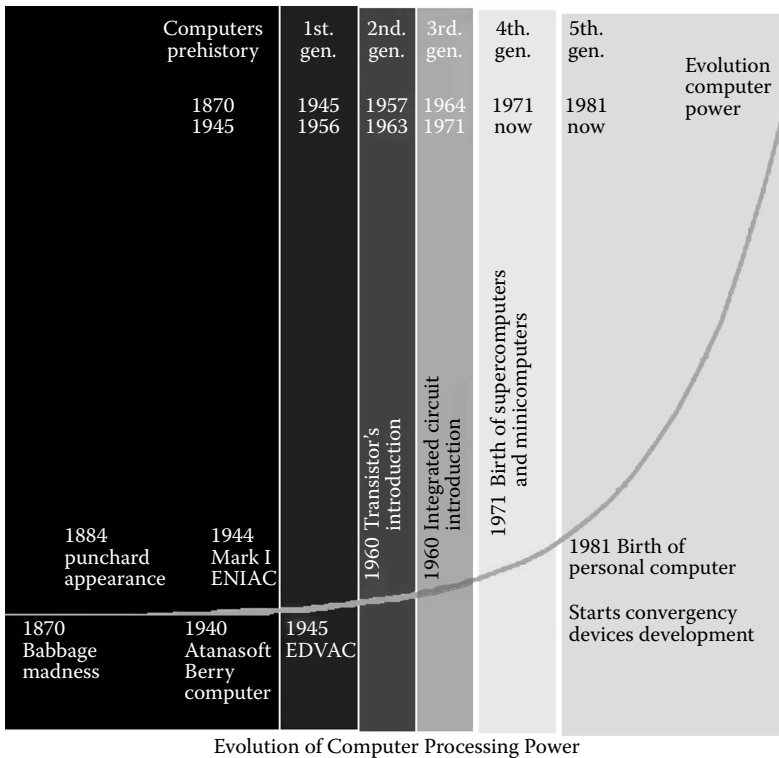 Computers
prehistory
1870
1945
1st.
gen.
1945
1956
2nd.
gen.
1957
1963
3rd.
gen.
1964
1971
4th.
gen.
1971
now
5th.
gen.
1981
now
Evolution
computer
power
1884
punchard
appearance
1944
Mark I
ENIAC
1870
Babbage
madness
1940
Atanasoft
Berry
computer
1945
EDVAC
1960 Transistor's
introduction
1960 Integrated circuit
introduction
1971 Birth of supercomputers
and minicomputers
1981 Birth of
personal computer
Starts convergency
devices development
Evolution of Computer Processing Power